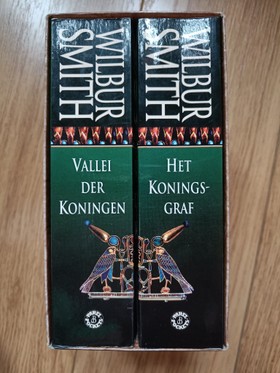 WILBUR
SMITH
VALLEI
DER
KONINGEN
WILBUR
SMITH
HET
KONINGS-
GRAF